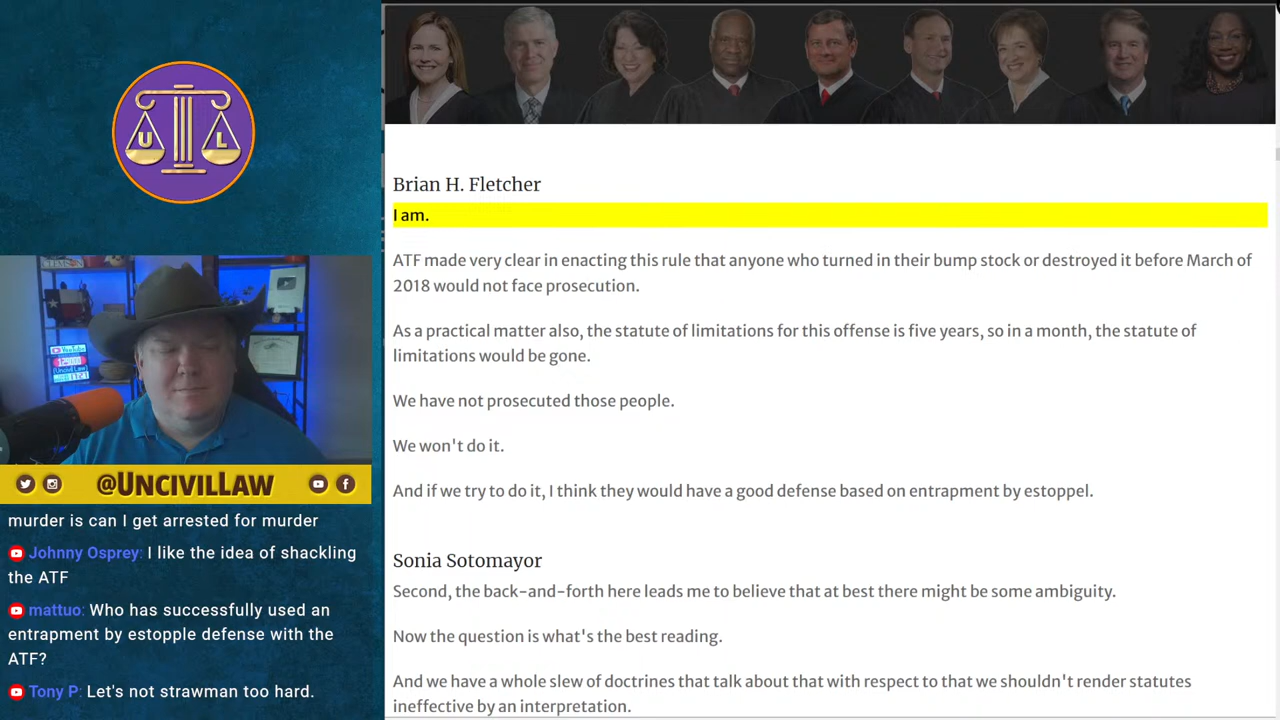 U L
@UNCIVILLAW
murder is can I get arrested for murder
Johnny Osprey: I like the idea of shackling
the ATF
mattuo: Who has successfully used an
entrapment by estopple defense with the
ATF?
Tony P: Let's not strawman too hard.
Brian H. Fletcher
I am.
ATF made very clear in enacting this rule that anyone who turned in their bump stock or destroyed it before March of
2018 would not face prosecution.
As a practical matter also, the statute of limitations for this offense is five years, so in a month, the statute of
limitations would be gone.
We have not prosecuted those people.
We won't do it.
And if we try to do it, I think they would have a good defense based on entrapment by estoppel.
Sonia Sotomayor
Second, the back-and-forth here leads me to believe that at best there might be some ambiguity.
Now the question is what's the best reading.
And we have a whole slew of doctrines that talk about that with respect to that we shouldn't render statutes
ineffective by an interpretation.